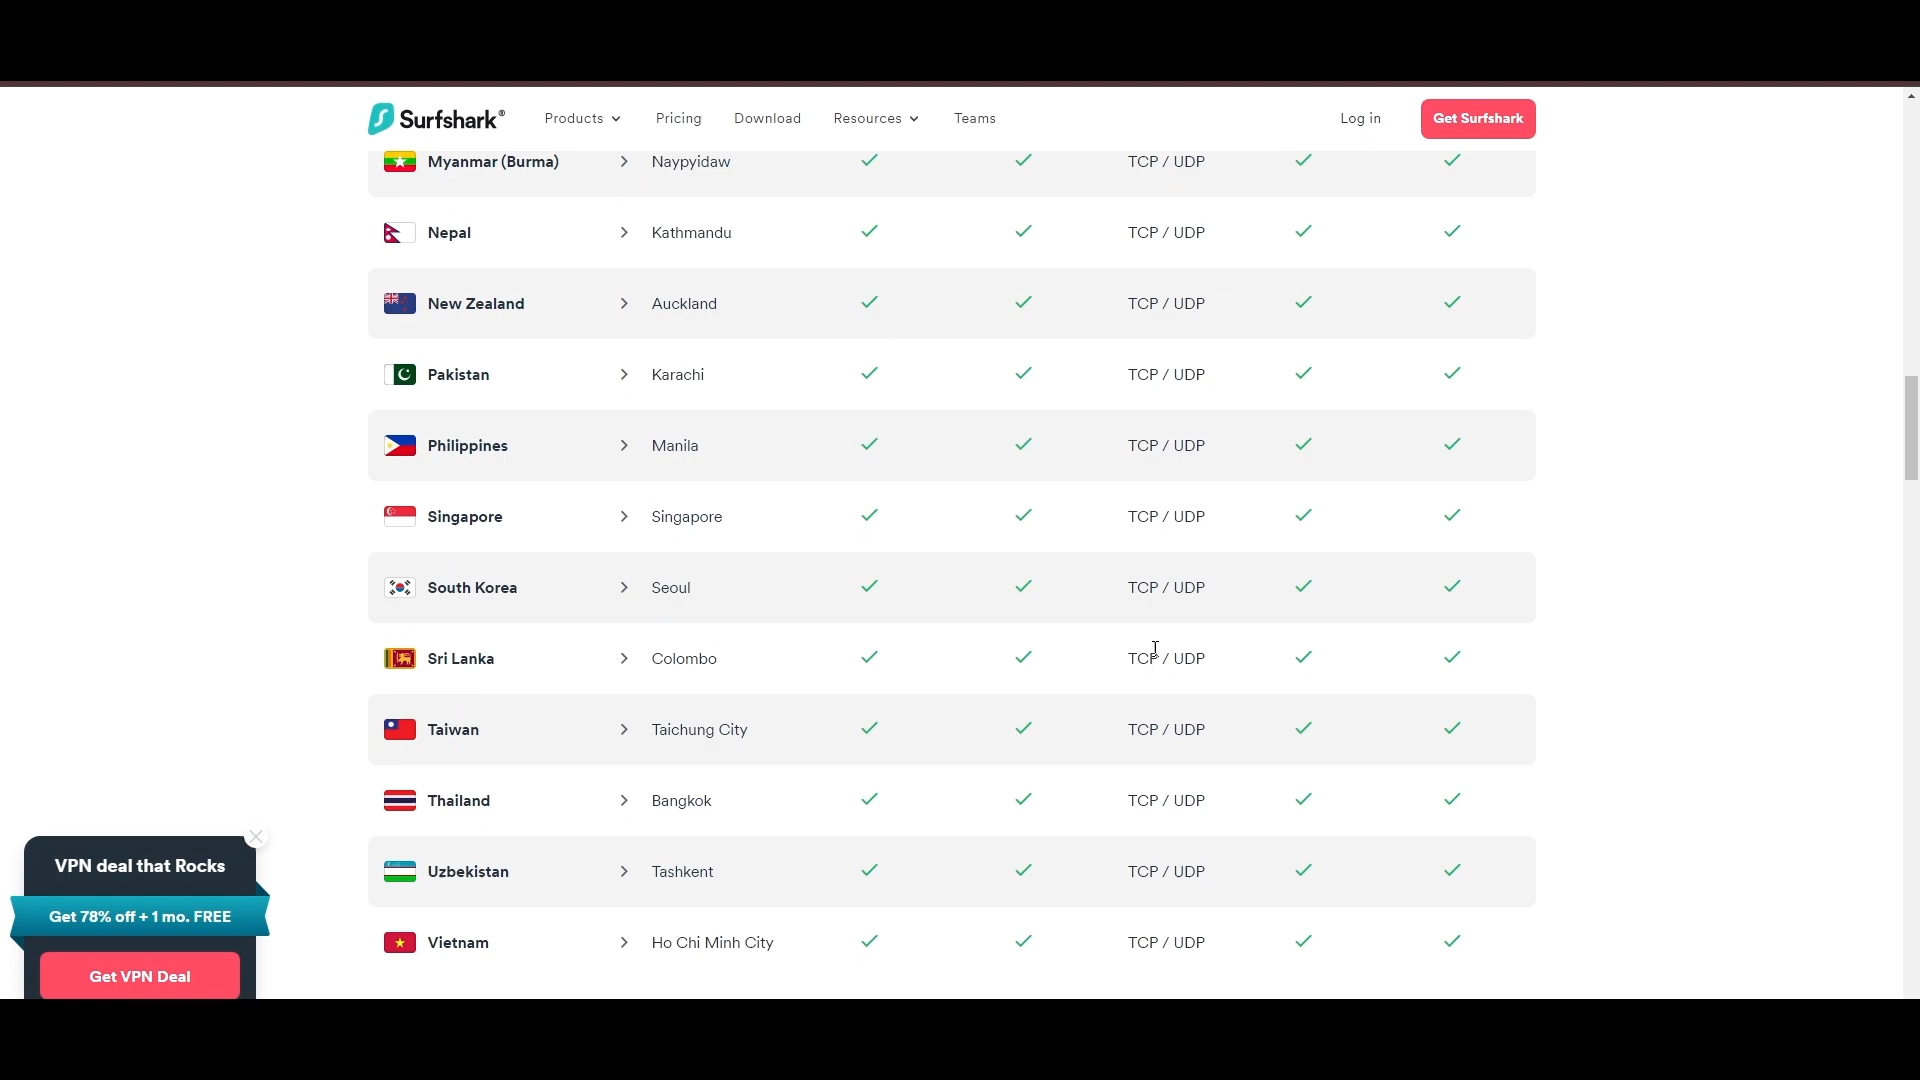 Surfshark®
Products Pricing Download Resources Teams Log in Get Surfshark
Myanmar (Burma) Naypyidaw TCP / UDP
Nepal Kathmandu TCP / UDP
New Zealand Auckland TCP / UDP
Pakistan Karachi TCP / UDP
Philippines Manila TCP / UDP
Singapore Singapore TCP / UDP
South Korea Seoul TCP / UDP
Sri Lanka Colombo TCP / UDP
Taiwan Taichung City TCP / UDP
Thailand Bangkok TCP / UDP
Uzbekistan Tashkent TCP / UDP
Vietnam Ho Chi Minh City TCP / UDP
VPN deal that Rocks
Get 78% off + 1 mo. FREE
Get VPN Deal